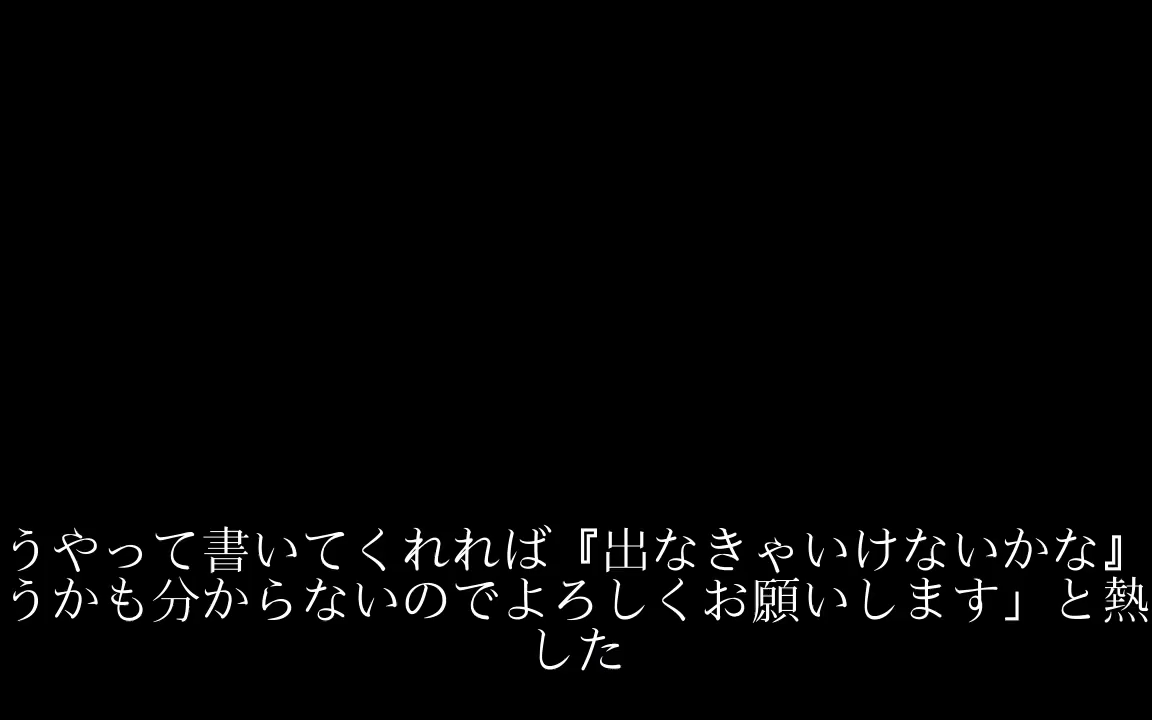 うやって書いてくれれば『出なきゃいけないかな』
うかも分からないのでよろしくお願いします」と熱
した